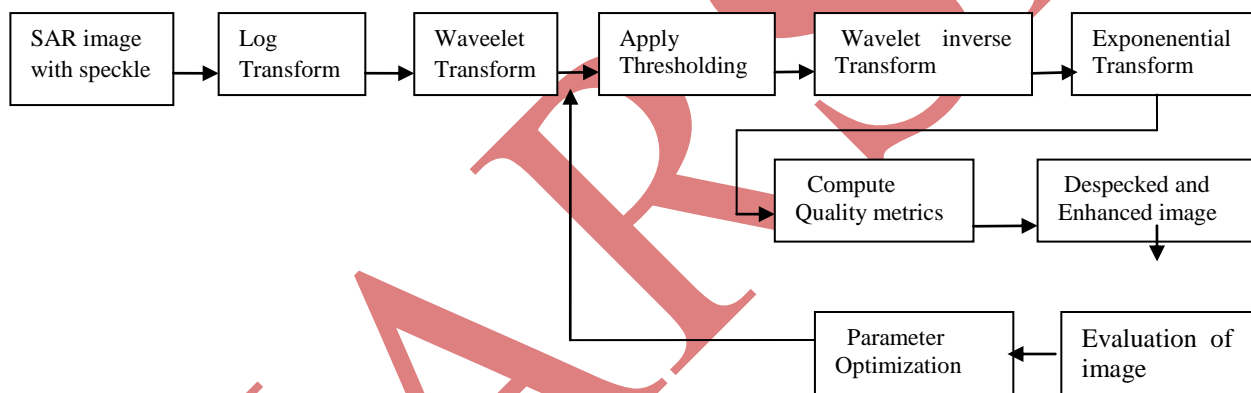 SAR image
with speckle
Log
Transform
Waveelet
Transform
Apply
Thresholding
Wavelet inverse
Transform
Exponenential
Transform
Compute
Quality metrics
Despecked and
Enhanced image
Parameter
Optimization
Evaluation of
image